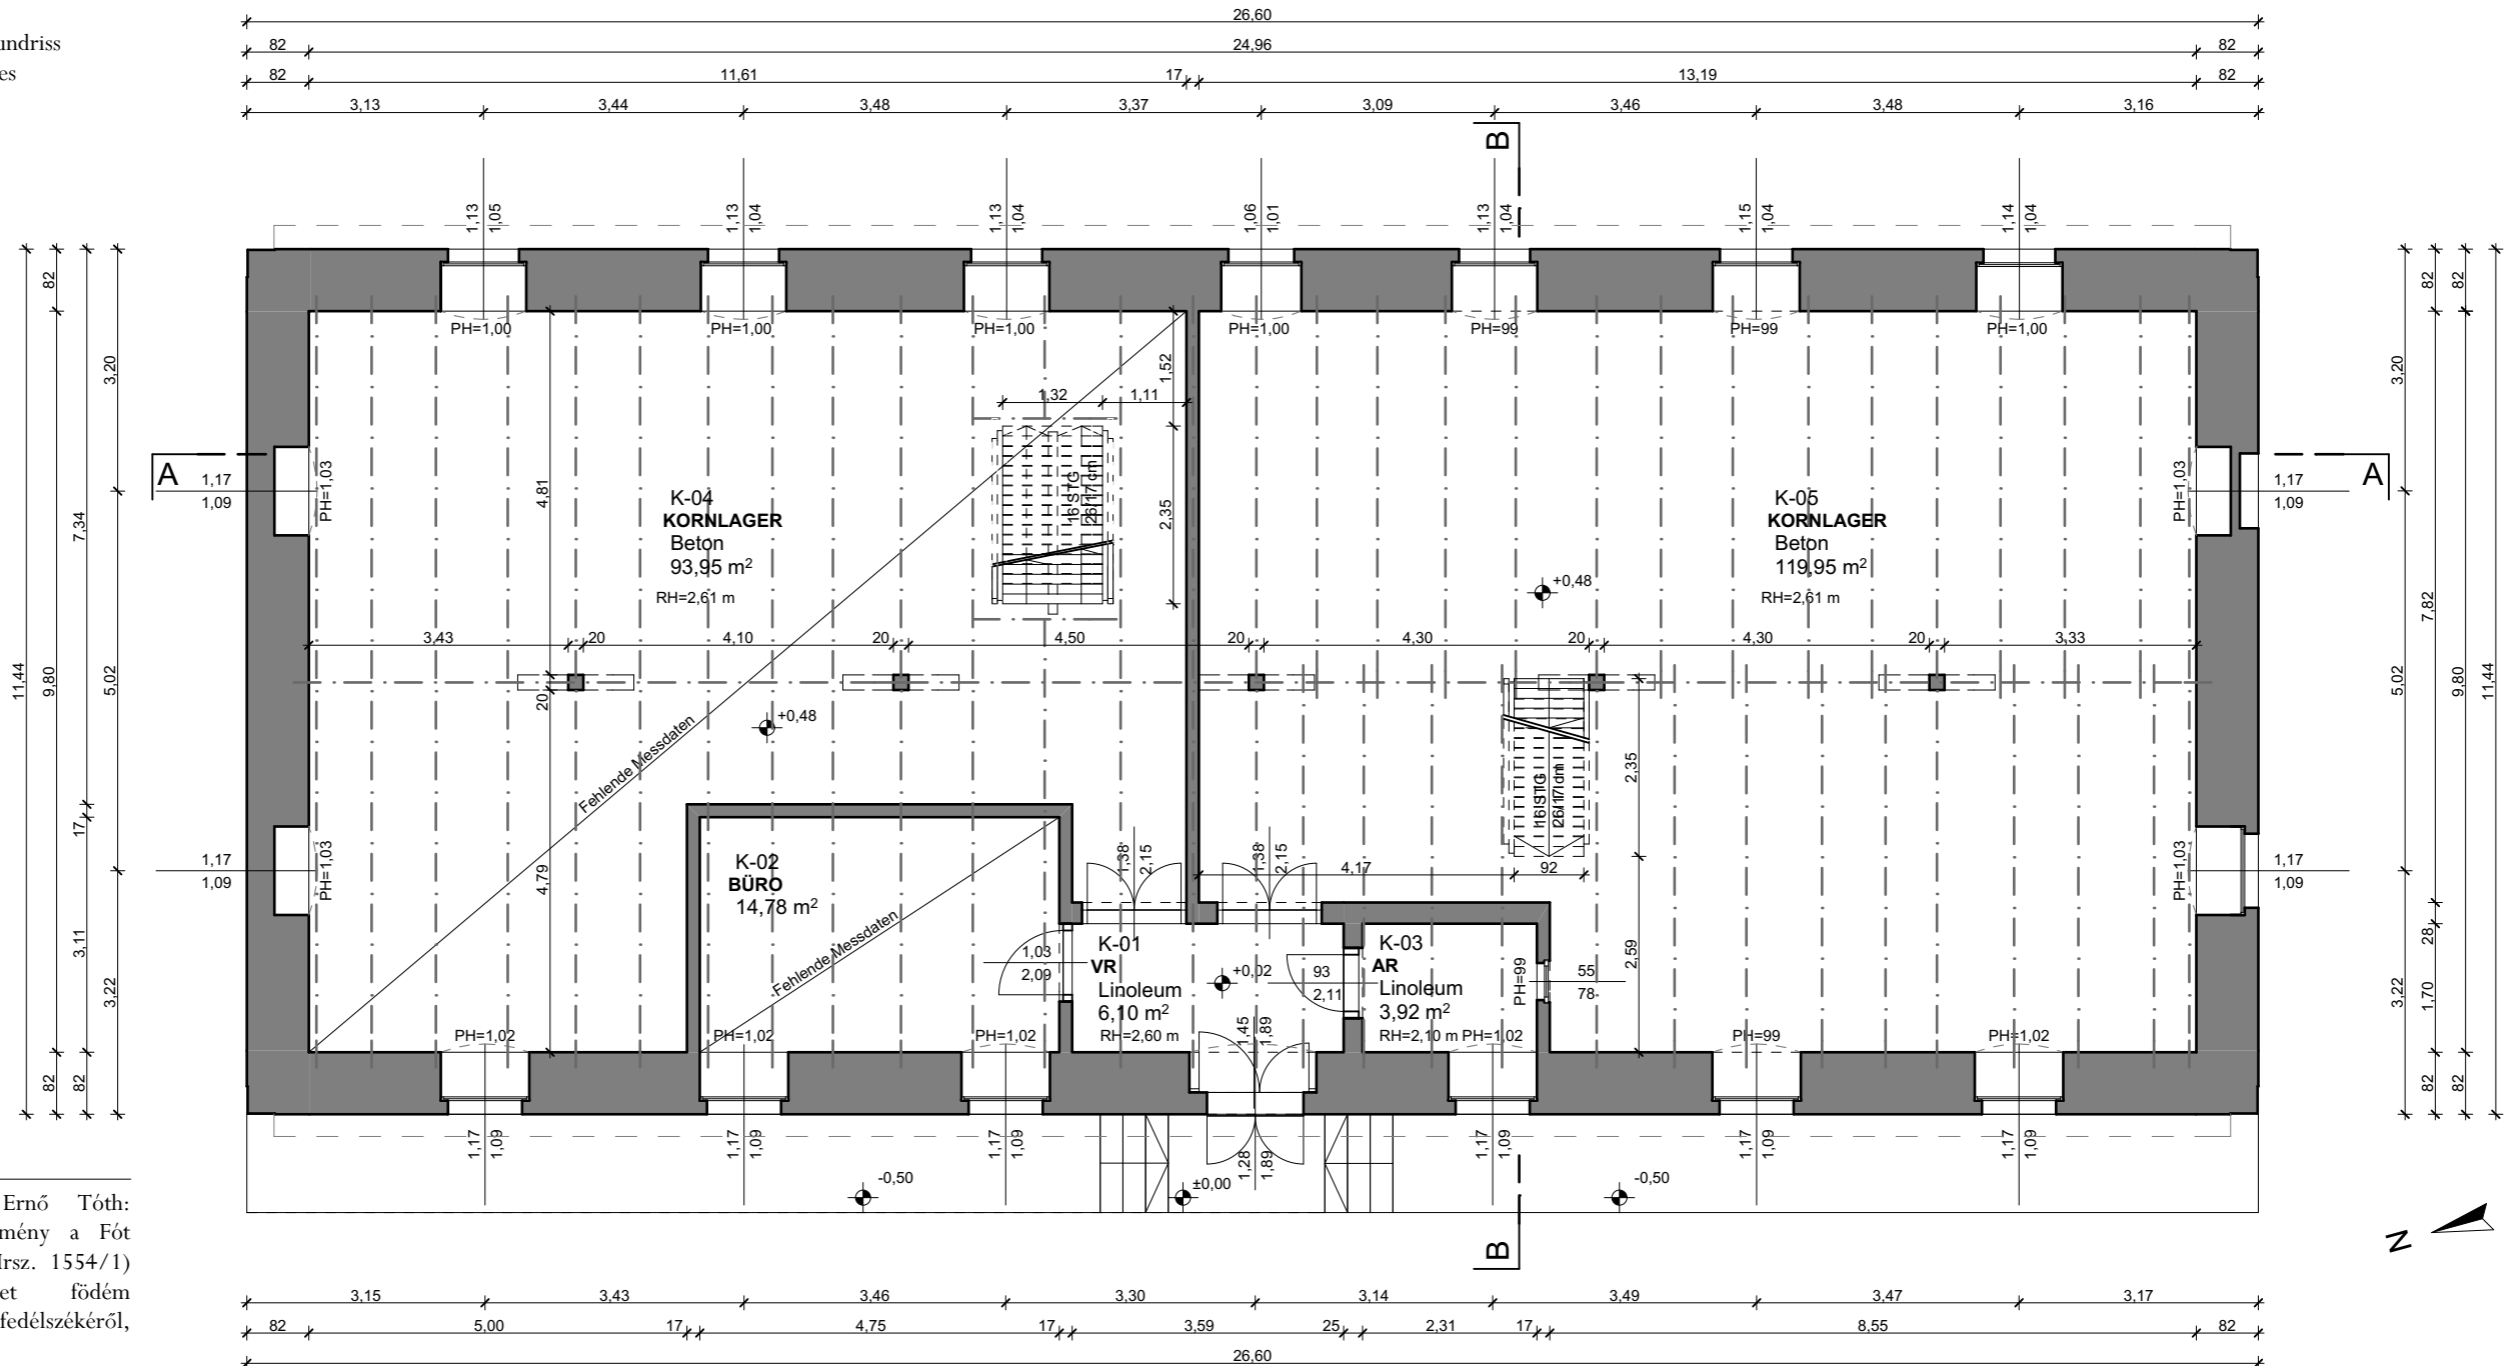 26,60
undriss
82 24,96 82
es
82 11,61 17 13,19 82
3,13 3,44 3,48 3,37 3,09 3,46 3,48 3,16
B
1,13 1,05
1,13 1,04
1,13 1,04
1,06 1,01
1,13 1,04
1,15 1,04
1,14 1,04
PH=1,00 PH=1,00 PH=1,00 PH=1,00 PH=99 PH=99 PH=1,00
11,44
82 9,80 82
7,34 17 3,11 82
3,20 5,02 3,22
A
1,17
1,09
PH=1,03
1,17
1,09
PH=1,03
4,81
20
4,79
K-04
KORNLAGER
Beton
93,95 m²
RH=2,61 m
1,32 1,11
1,52
2,35
16 STG
26/17 cm
3,43 20 4,10 20 4,50 20 4,30 20 4,30 20 3,33
+0,48
Fehlende Messdaten
K-05
KORNLAGER
Beton
119,95 m²
RH=2,61 m
+0,48
16 STG
26/17 cm
2,35
2,59
4,17 92
PH=1,03
1,17
1,09
A
PH=1,03
1,17
1,09
3,20 5,02 3,22
82 7,82 28 1,70 82
82 9,80 82
11,44
K-02
BÜRO
14,78 m²
Fehlende Messdaten
1,38
2,15
1,38
2,15
1,03
2,09
K-01
VR
Linoleum
6,10 m²
RH=2,60 m
+0,02
93
2,11
K-03
AR
Linoleum
3,92 m²
RH=2,10 m
PH=99
55
78
1,45
1,89
PH=1,02 PH=1,02 PH=1,02 PH=1,02 PH=99 PH=1,02
1,17 1,09
1,17 1,09
1,17 1,09
1,28 1,89
1,17 1,09
1,17 1,09
1,17 1,09
-0,50 ±0,00 -0,50
Ernő Tóth:
mény a Fót
Hrsz. 1554/1)
et födém
fedélszékéről,
B
N
3,15 3,43 3,46 3,30 3,14 3,49 3,47 3,17
82 5,00 17 4,75 17 3,59 25 2,31 17 8,55 82
26,60